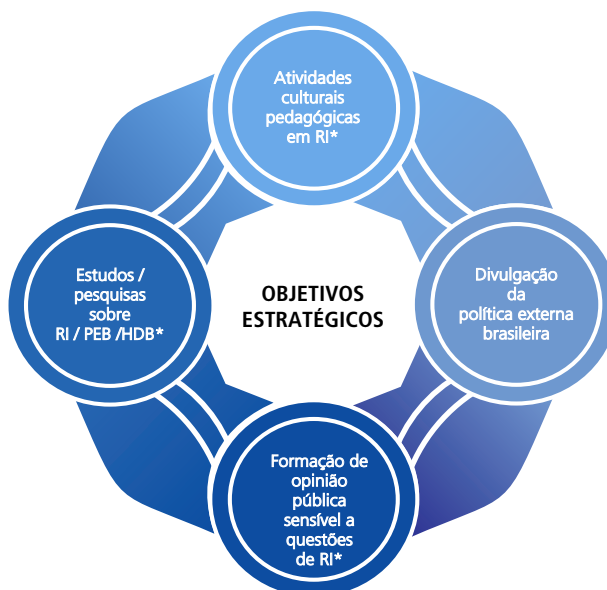 Atividades
culturais
pedagógicas
em RI*
Estudos /
pesquisas
sobre
RI / PEB /HDB*
OBJETIVOS
ESTRATÉGICOS
Divulgação
da
política externa
brasileira
Formação de
opinião
pública
sensível a
questões
de RI*